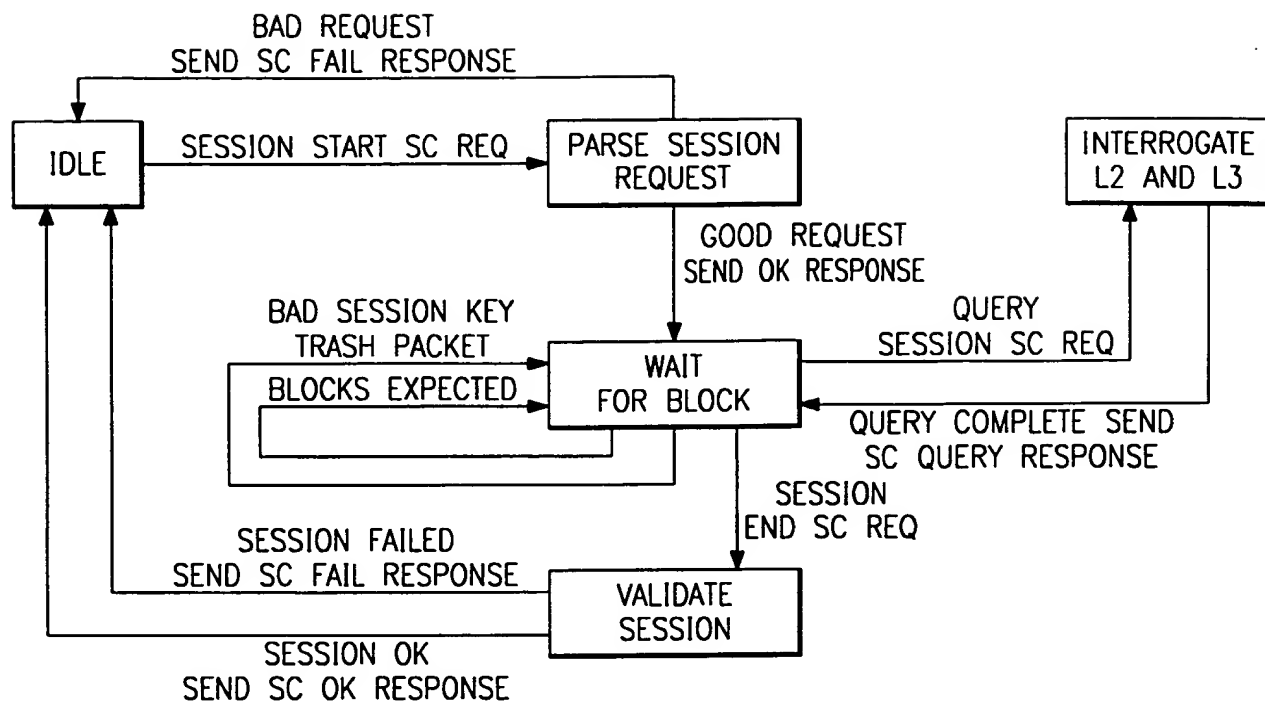 BAD REQUEST
SEND SC FAIL RESPONSE
IDLE
SESSION START SC REQ
PARSE SESSION
REQUEST
INTERROGATE
L2 AND L3
GOOD REQUEST
SEND OK RESPONSE
BAD SESSION KEY
TRASH PACKET
BLOCKS EXPECTED
WAIT
FOR BLOCK
QUERY
SESSION SC REQ
QUERY COMPLETE SEND
SC QUERY RESPONSE
SESSION
END SC REQ
SESSION FAILED
SEND SC FAIL RESPONSE
VALIDATE
SESSION
SESSION OK
SEND SC OK RESPONSE